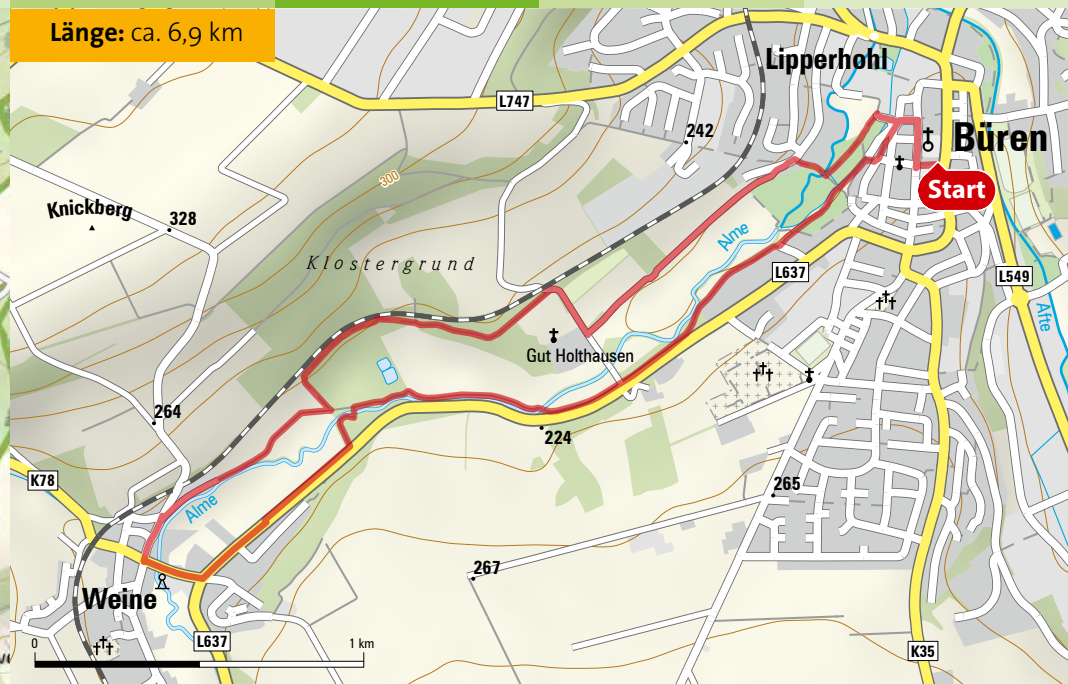 Länge: ca. 6,9 km
Lipperhohl
L747
242
Büren
Start
300
Knickberg
328
Klostergrund
Alme
L637
L549
Afte
Gut Holthausen
264
224
K78
265
Alme
267
Weine
L637
K35
0
1 km